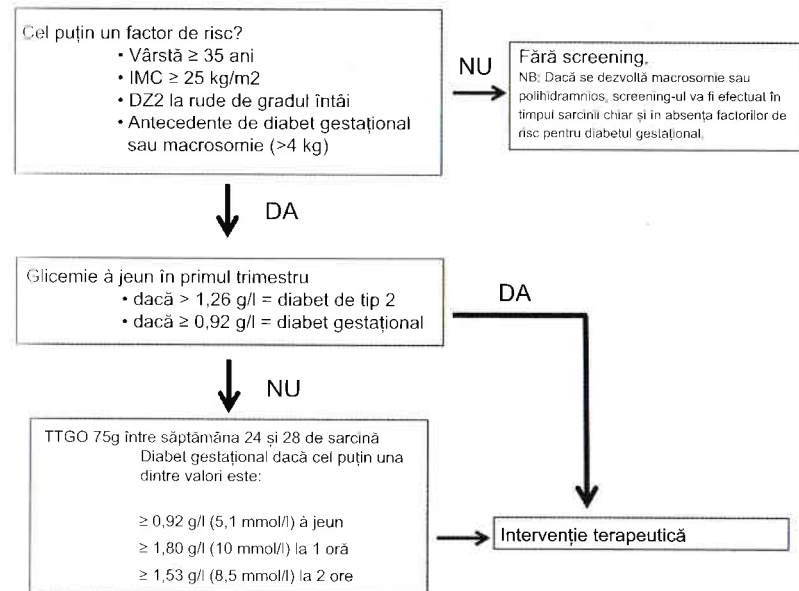 Cel puțin un factor de risc?
• Vârstă ≥ 35 ani
• IMC ≥ 25 kg/m2
• DZ2 la rude de gradul întâi
• Antecedente de diabet gestațional
sau macrosomie (>4 kg)
NU
Fără screening.
NB: Dacă se dezvoltă macrosomie sau
polihidramnios, screening-ul va fi efectual în
timpul sarcinii chiar și în absența factorilor de
risc pentru diabetul gestațional.
DA
Glicemie à jeun în primul trimestru
• dacă > 1,26 g/l = diabet de tip 2
• dacă ≥ 0,92 g/l = diabet gestațional
DA
NU
TTGO 75g între săptămâna 24 și 28 de sarcină
Diabet gestațional dacă cel puțin una
dintre valori este:
≥ 0,92 g/l (5,1 mmol/l) à jeun
≥ 1,80 g/l (10 mmol/l) la 1 oră
≥ 1,53 g/l (8,5 mmol/l) la 2 ore
Intervenție terapeutică